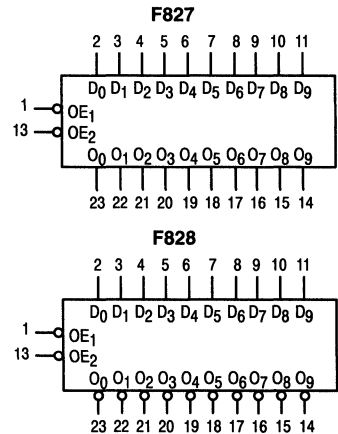 F827
2 3 4 5 6 7 8 9 10 11
D0 D1 D2 D3 D4 D5 D6 D7 D8 D9
1 OE1
13 OE2
O0 O1 O2 O3 O4 O5 O6 O7 O8 O9
23 22 21 20 19 18 17 16 15 14
F828
2 3 4 5 6 7 8 9 10 11
D0 D1 D2 D3 D4 D5 D6 D7 D8 D9
1 OE1
13 OE2
O0 O1 O2 O3 O4 O5 O6 O7 O8 O9
23 22 21 20 19 18 17 16 15 14